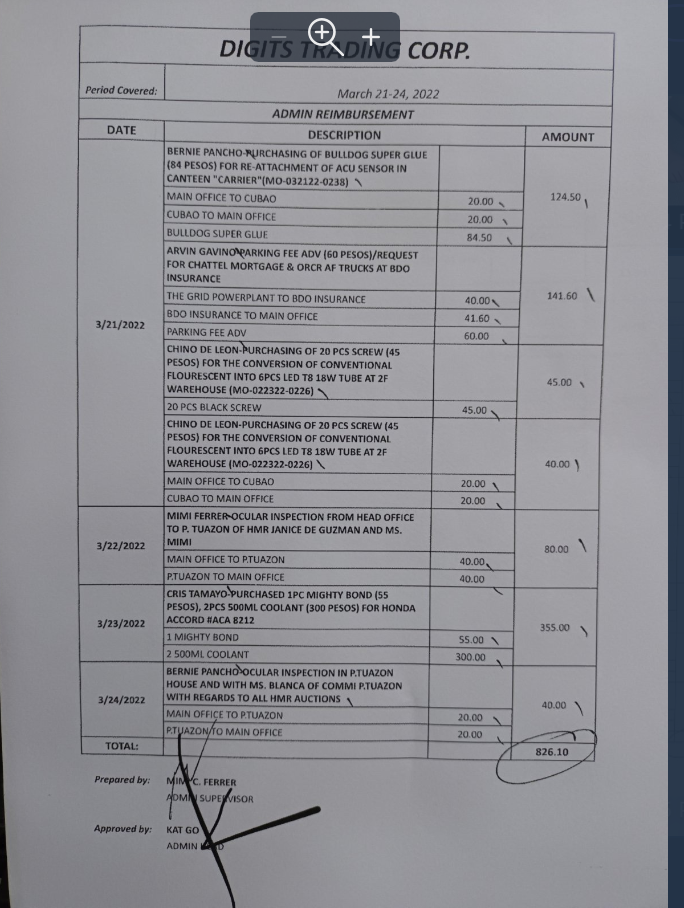 DIGITS TRADING CORP.
Period Covered: March 21-24, 2022
ADMIN REIMBURSEMENT
DATE DESCRIPTION AMOUNT
3/21/2022
BERNIE PANCHO-PURCHASING OF BULLDOG SUPER GLUE
(84 PESOS) FOR RE-ATTACHMENT OF ACU SENSOR IN
CANTEEN "CARRIER"(MO-032122-0238)
124.50
MAIN OFFICE TO CUBAO 20.00
CUBAO TO MAIN OFFICE 20.00
BULLDOG SUPER GLUE 84.50
ARVIN GAVINO-PARKING FEE ADV (60 PESOS)/REQUEST
FOR CHATTEL MORTGAGE & ORCR AF TRUCKS AT BDO
INSURANCE
141.60
THE GRID POWERPLANT TO BDO INSURANCE 40.00
BDO INSURANCE TO MAIN OFFICE 41.60
PARKING FEE ADV 60.00
CHINO DE LEON-PURCHASING OF 20 PCS SCREW (45
PESOS) FOR THE CONVERSION OF CONVENTIONAL
FLOURESCENT INTO 6PCS LED T8 18W TUBE AT 2F
WAREHOUSE (MO-022322-0226)
45.00
20 PCS BLACK SCREW 45.00
CHINO DE LEON-PURCHASING OF 20 PCS SCREW (45
PESOS) FOR THE CONVERSION OF CONVENTIONAL
FLOURESCENT INTO 6PCS LED T8 18W TUBE AT 2F
WAREHOUSE (MO-022322-0226)
40.00
MAIN OFFICE TO CUBAO 20.00
CUBAO TO MAIN OFFICE 20.00
3/22/2022
MIMI FERRER-OCULAR INSPECTION FROM HEAD OFFICE
TO P. TUAZON OF HMR JANICE DE GUZMAN AND MS.
MIMI
80.00
MAIN OFFICE TO P.TUAZON 40.00
P.TUAZON TO MAIN OFFICE 40.00
3/23/2022
CRIS TAMAYO-PURCHASED 1PC MIGHTY BOND (55
PESOS), 2PCS 500ML COOLANT (300 PESOS) FOR HONDA
ACCORD #ACA 8212
355.00
1 MIGHTY BOND 55.00
2 500ML COOLANT 300.00
3/24/2022
BERNIE PANCHO-OCULAR INSPECTION IN P.TUAZON
HOUSE AND WITH MS. BLANCA OF COMMI P.TUAZON
WITH REGARDS TO ALL HMR AUCTIONS
40.00
MAIN OFFICE TO P.TUAZON 20.00
P.TUAZON TO MAIN OFFICE 20.00
TOTAL: 826.10
Prepared by: MIMI C. FERRER
ADMIN SUPERVISOR
Approved by: KAT GO
ADMIN